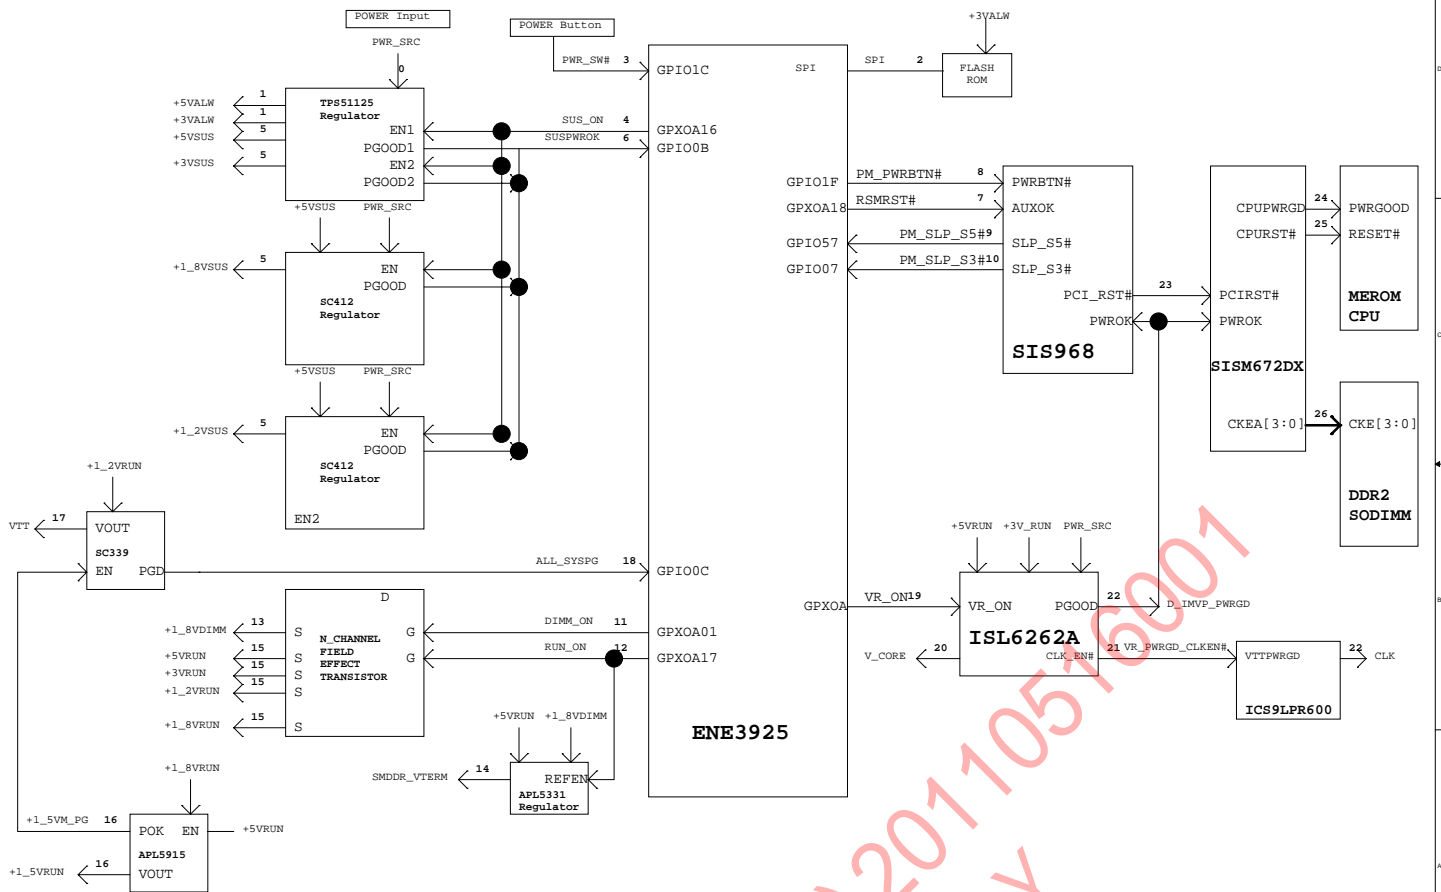 POWER Input
PWR_SRC
0
TPS51125
Regulator
EN1
PGOOD1
EN2
PGOOD2
+5VALW
1
+3VALW
1
+5VSUS
5
+3VSUS
5
POWER Button
PWR_SW#
3
GPIO1C
SUS_ON
4
GPXOA16
SUSPWROK
6
GPIO0B
SPI
SPI
2
+3VALW
FLASH
ROM
+5VSUS
PWR_SRC
EN
PGOOD
SC412
Regulator
+1_8VSUS
5
+5VSUS
PWR_SRC
EN
PGOOD
SC412
Regulator
EN2
+1_2VSUS
5
GPIO1F
PM_PWRBTN#
8
PWRBTN#
GPXOA18
RSMRST#
7
AUXOK
GPIO57
PM_SLP_S5#
9
SLP_S5#
GPIO07
PM_SLP_S3#
10
SLP_S3#
PCI_RST#
23
PCIRST#
PWROK
PWROK
SIS968
SISM672DX
CPUPWRGD
24
PWRGOOD
CPURST#
25
RESET#
MEROM
CPU
CKEA[3:0]
26
CKE[3:0]
DDR2
SODIMM
+1_2VRUN
VTT
17
VOUT
SC339
EN
PGD
ALL_SYSPG
18
GPIO0C
D
DIMM_ON
11
GPXOA01
RUN_ON
12
GPXOA17
G
G
N_CHANNEL
FIELD
EFFECT
TRANSISTOR
+1_8VDIMM
13
S
+5VRUN
15
S
+3VRUN
15
S
+1_2VRUN
15
S
+1_8VRUN
15
S
ENE3925
+5VRUN
+1_8VDIMM
SMDDR_VTERM
14
REFEN
APL5331
Regulator
+1_8VRUN
+1_5VM_PG
16
POK
EN
+5VRUN
APL5915
+1_5VRUN
16
VOUT
+5VRUN
+3V_RUN
PWR_SRC
GPXOA
VR_ON
19
VR_ON
PGOOD
22
D_IMVP_PWRGD
ISL6262A
V_CORE
20
CLK_EN#
21
VR_PWRGD_CLKEN#
VTTPWRGD
22
CLK
ICS9LPR600
D
C
B
A